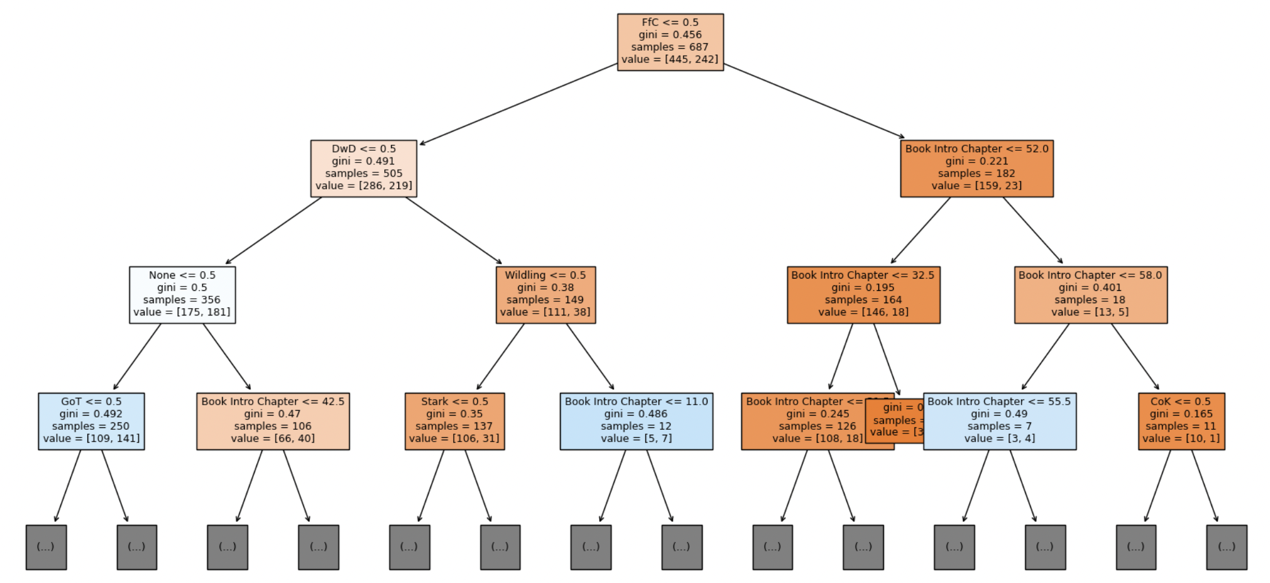 FfC <= 0.5
gini = 0.456
samples = 687
value = [445, 242]
DwD <= 0.5
gini = 0.491
samples = 505
value = [286, 219]
Book Intro Chapter <= 52.0
gini = 0.221
samples = 182
value = [159, 23]
None <= 0.5
gini = 0.5
samples = 356
value = [175, 181]
Wildling <= 0.5
gini = 0.38
samples = 149
value = [111, 38]
Book Intro Chapter <= 32.5
gini = 0.195
samples = 164
value = [146, 18]
Book Intro Chapter <= 58.0
gini = 0.401
samples = 18
value = [13, 5]
GoT <= 0.5
gini = 0.492
samples = 250
value = [109, 141]
Book Intro Chapter <= 42.5
gini = 0.47
samples = 106
value = [66, 40]
Stark <= 0.5
gini = 0.35
samples = 137
value = [106, 31]
Book Intro Chapter <= 11.0
gini = 0.486
samples = 12
value = [5, 7]
Book Intro Chapter <=
gini = 0.245
samples = 126
value = [108, 18]
gini = 0
samples =
value = [3
Book Intro Chapter <= 55.5
gini = 0.49
samples = 7
value = [3, 4]
CoK <= 0.5
gini = 0.165
samples = 11
value = [10, 1]
(...)
(...)
(...)
(...)
(...)
(...)
(...)
(...)
(...)
(...)
(...)
(...)
(...)
(...)